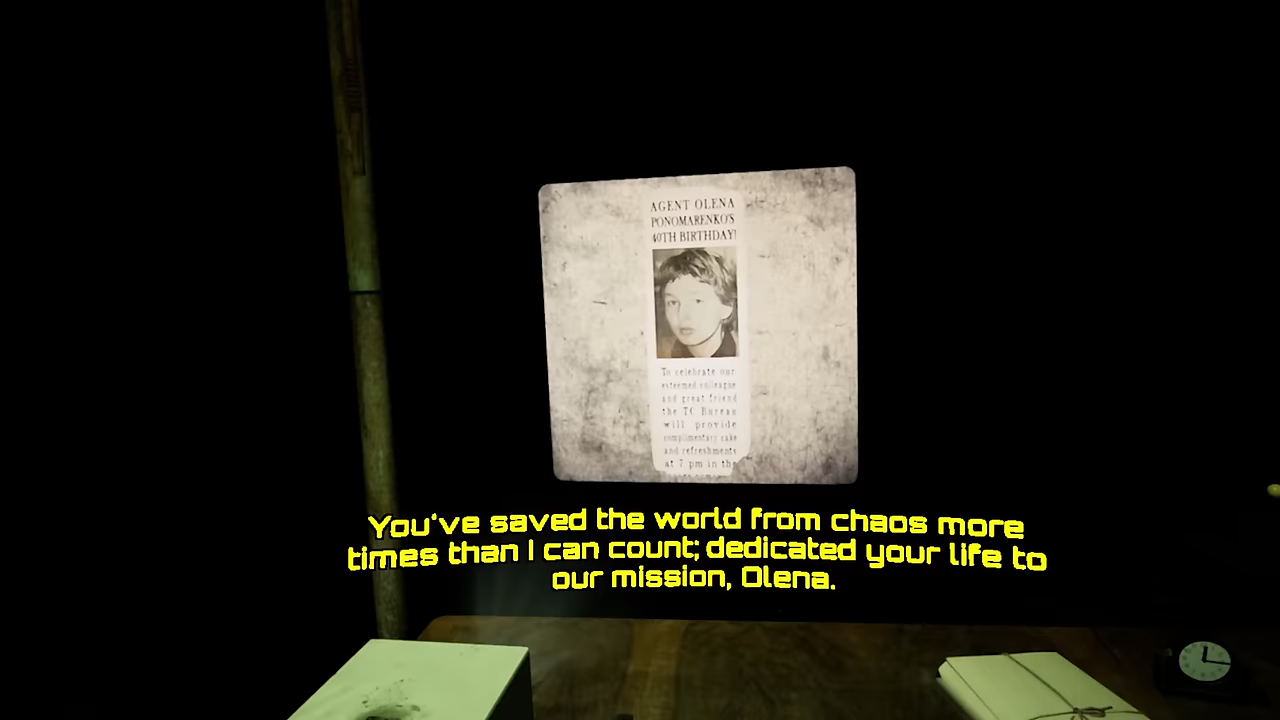 AGENT OLENA
PONOMARENKO'S
40TH BIRTHDAY!
To celebrate our
esteemed colleague
and great friend
the TC Bureau
will provide
complimentary cake
and refreshments
at 7 pm in the
You've saved the world from chaos more
times than I can count; dedicated your life to
our mission, Olena.